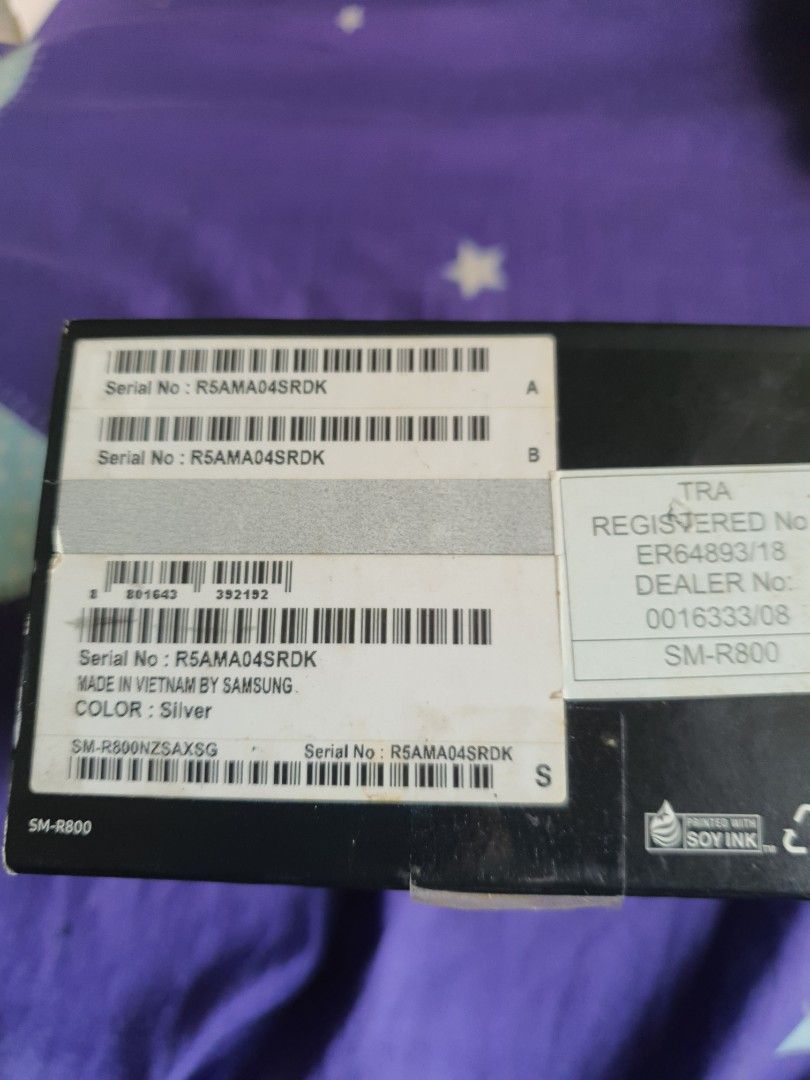 Serial No : R5AMA04SRDK
A
Serial No : R5AMA04SRDK
B
8 801643 392192
Serial No : R5AMA04SRDK
MADE IN VIETNAM BY SAMSUNG
COLOR : Silver
SM-R800NZSAXSG Serial No : R5AMA04SRDK
S
SM-R800
TRA
REGISTERED No
ER64893/18
DEALER No:
0016333/08
SM-R800
PRINTED WITH
SOY INK
TM